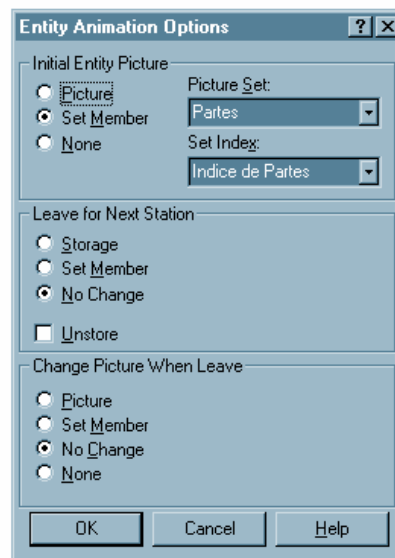 Entity Animation Options
Initial Entity Picture
Picture
Set Member
None
Picture Set:
Partes
Set Index:
Indice de Partes
Leave for Next Station
Storage
Set Member
No Change
Unstore
Change Picture When Leave
Picture
Set Member
No Change
None
OK Cancel Help